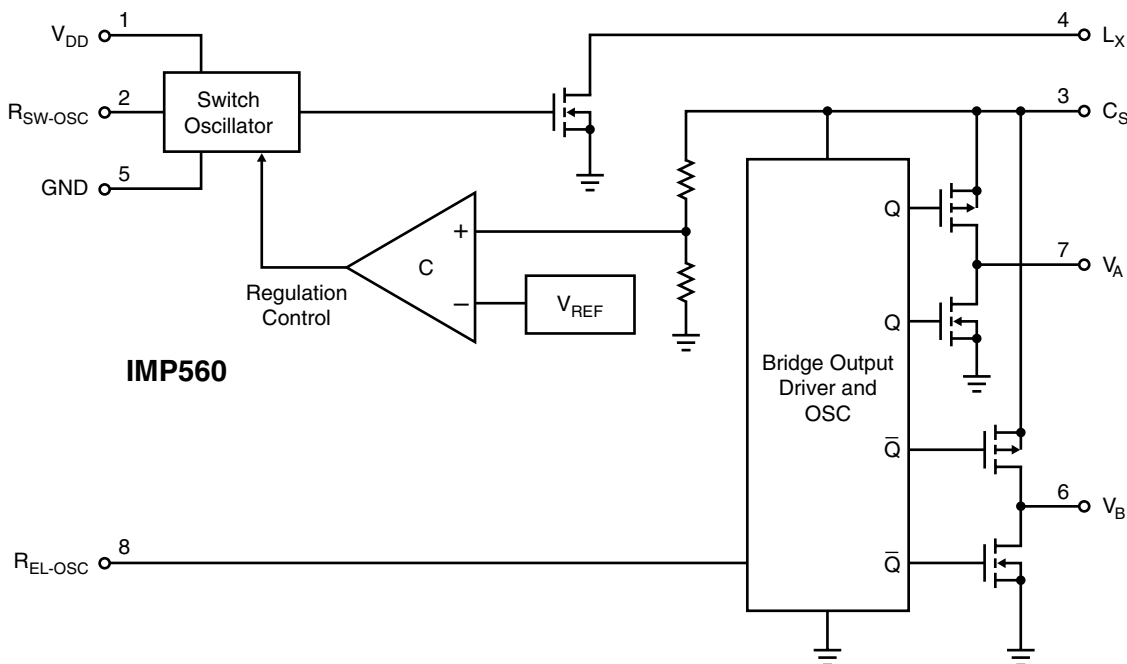 1
V_DD
2
R_SW-OSC
5
GND
Switch
Oscillator
4
L_X
3
C_S
+
C
−
V_REF
Regulation
Control
IMP560
Q
Q
Bridge Output
Driver and
OSC
Q̅
Q̅
7
V_A
6
V_B
8
R_EL-OSC